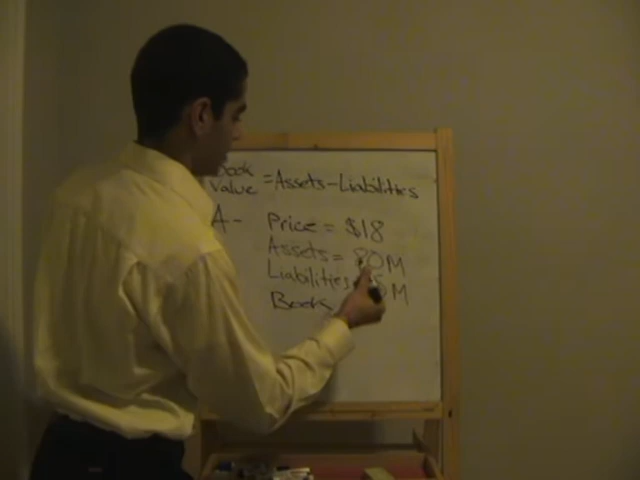 Book
Value = Assets-Liabilities
A- Price = $18
Assets = 80M
Liabilities M
Book